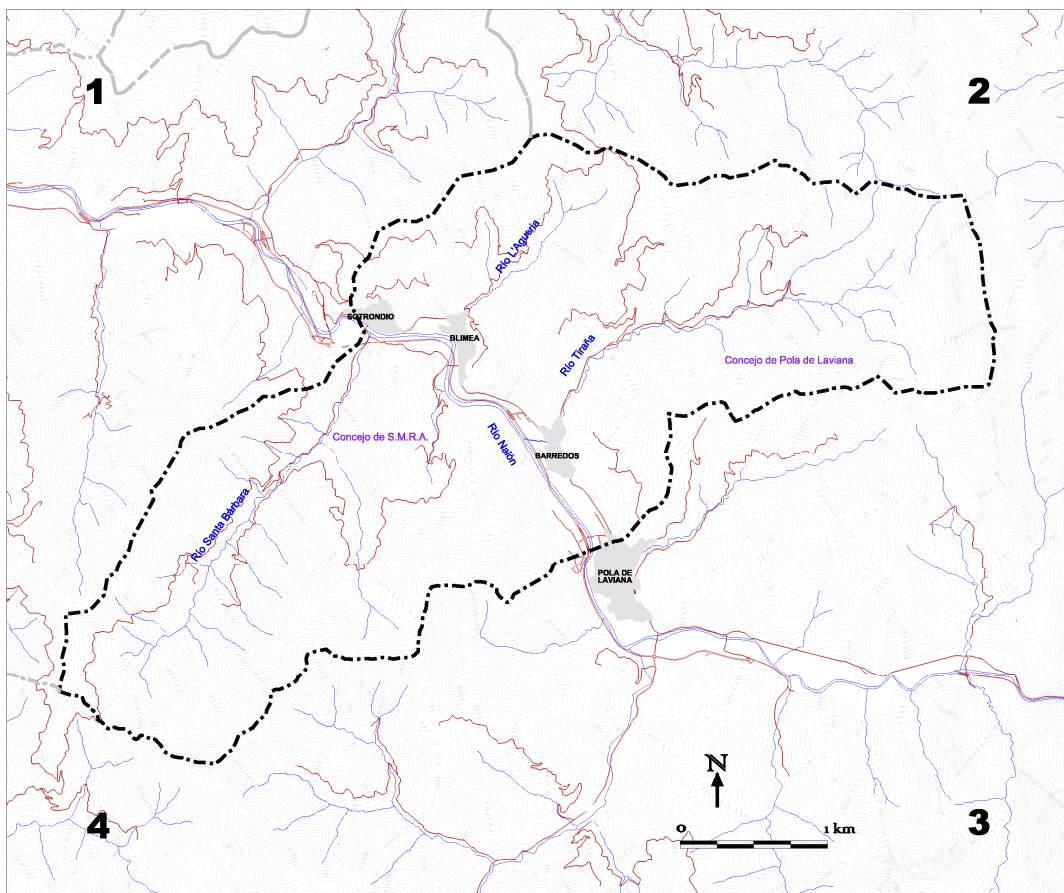 1
2
Río L'Agueria
SOTRONDIO
BLIMEA
Río Tiraña
Concejo de Pola de Laviana
Concejo de S.M.R.A.
Río Nalón
BARREDOS
Río Santa Bárbara
POLA DE
LAVIANA
N
0 1 km
4
3